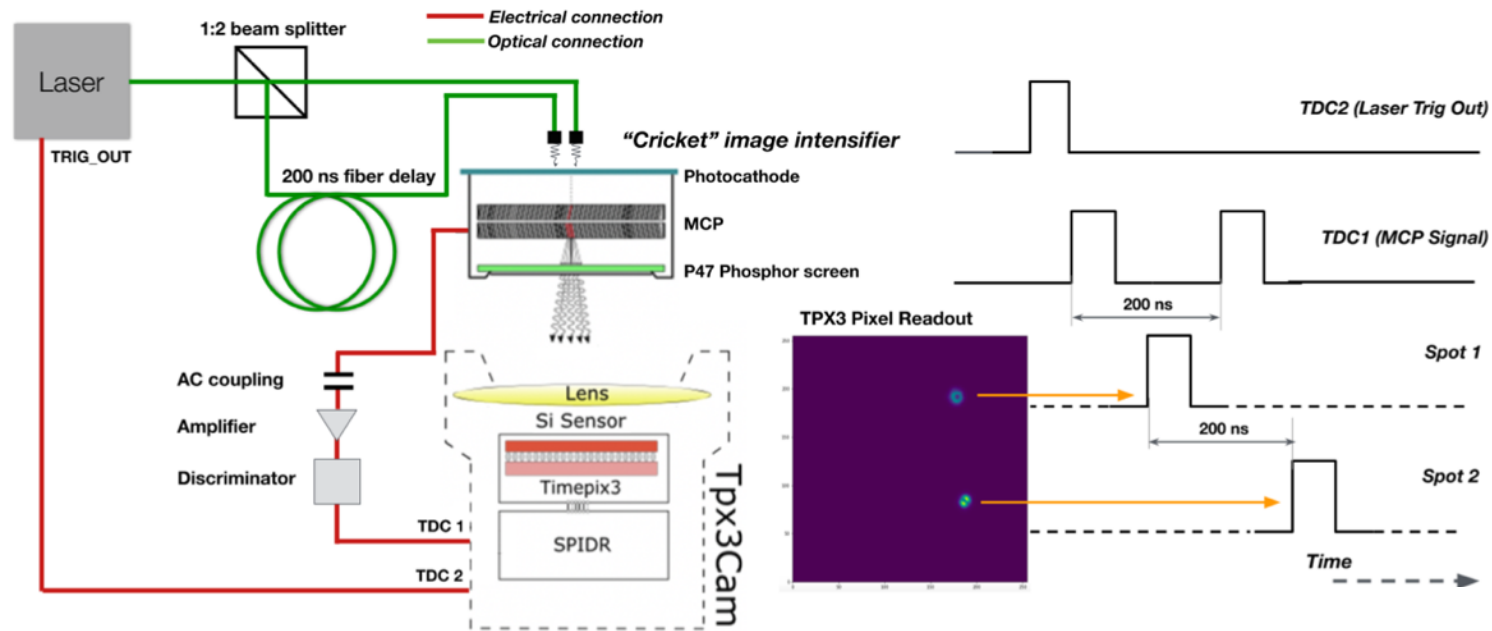 Laser
1:2 beam splitter
Electrical connection
Optical connection
TRIG_OUT
200 ns fiber delay
“Cricket” image intensifier
Photocathode
MCP
P47 Phosphor screen
AC coupling
Amplifier
Discriminator
TDC 1
TDC 2
Lens
Si Sensor
Timepix3
SPIDR
Tpx3Cam
TPX3 Pixel Readout
TDC2 (Laser Trig Out)
TDC1 (MCP Signal)
200 ns
Spot 1
200 ns
Spot 2
Time